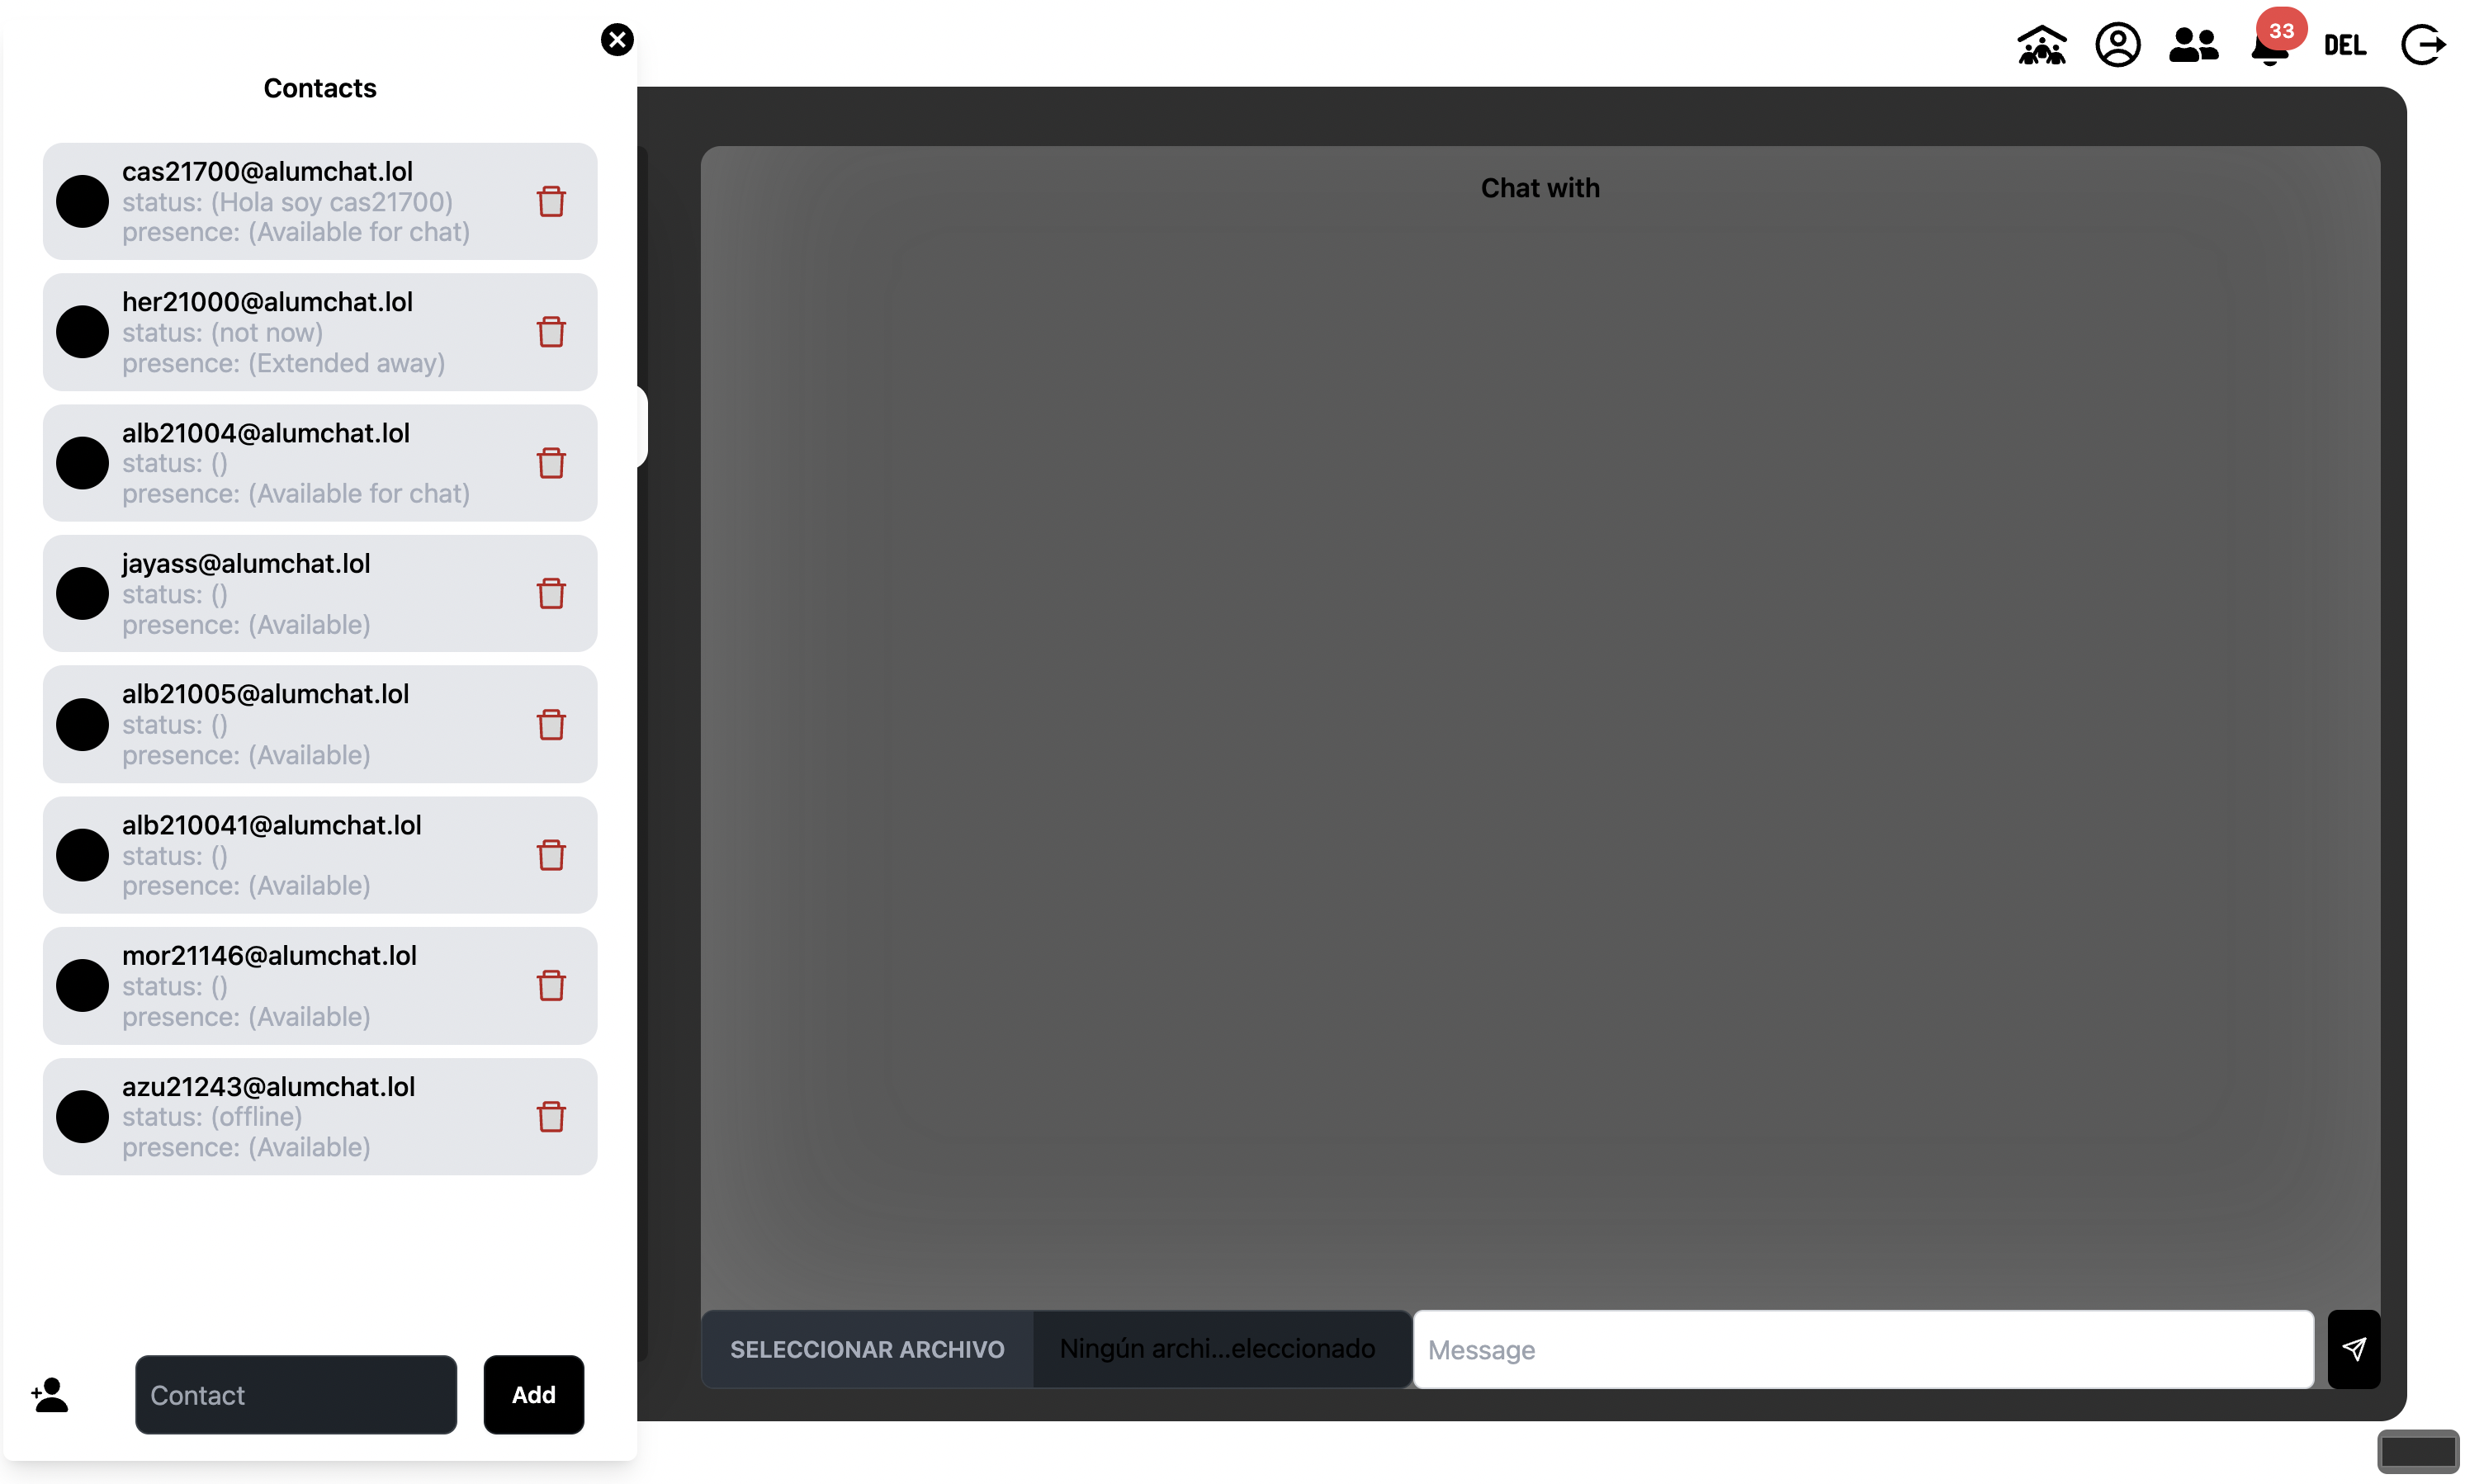 33
DEL
Contacts
cas21700@alumchat.lol
status: (Hola soy cas21700)
presence: (Available for chat)
her21000@alumchat.lol
status: (not now)
presence: (Extended away)
alb21004@alumchat.lol
status: ()
presence: (Available for chat)
jayass@alumchat.lol
status: ()
presence: (Available)
alb21005@alumchat.lol
status: ()
presence: (Available)
alb210041@alumchat.lol
status: ()
presence: (Available)
mor21146@alumchat.lol
status: ()
presence: (Available)
azu21243@alumchat.lol
status: (offline)
presence: (Available)
Contact
Add
Chat with
SELECCIONAR ARCHIVO
Ningún archi...eleccionado
Message